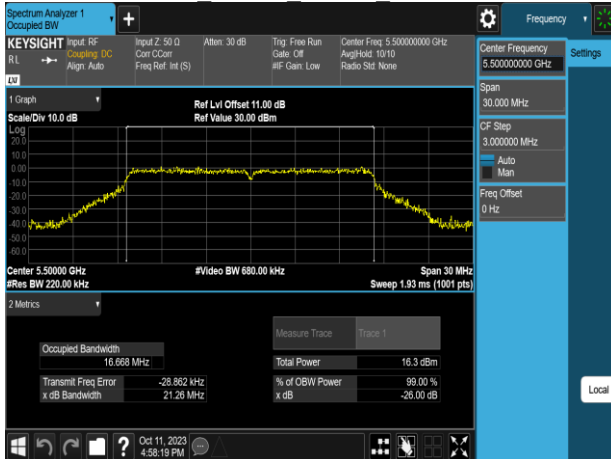 Spectrum Analyzer 1
Occupied BW
+
Frequency
KEYSIGHT
Input: RF
Input Z: 50 Ω
Atten: 30 dB
Trig: Free Run
Center Freq: 5.500000000 GHz
RL
Coupling: DC
Corr CCorr
Gate: Off
Avg|Hold: 10/10
Align: Auto
Freq Ref: Int (S)
#IF Gain: Low
Radio Std: None
LXI
Center Frequency
5.500000000 GHz
Settings
Span
30.000 MHz
CF Step
3.000000 MHz
Auto
Man
Freq Offset
0 Hz
1 Graph
Ref Lvl Offset 11.00 dB
Scale/Div 10.0 dB
Ref Value 30.00 dBm
Log
20.0
10.0
0.00
-10.0
-20.0
-30.0
-40.0
-50.0
-60.0
Center 5.50000 GHz
#Video BW 680.00 kHz
Span 30 MHz
#Res BW 220.00 kHz
Sweep 1.93 ms (1001 pts)
2 Metrics
Measure Trace
Trace 1
Occupied Bandwidth
16.668 MHz
Total Power
16.3 dBm
Transmit Freq Error
-28.862 kHz
% of OBW Power
99.00 %
x dB Bandwidth
21.26 MHz
x dB
-26.00 dB
Local
?
Oct 11, 2023
4:58:19 PM